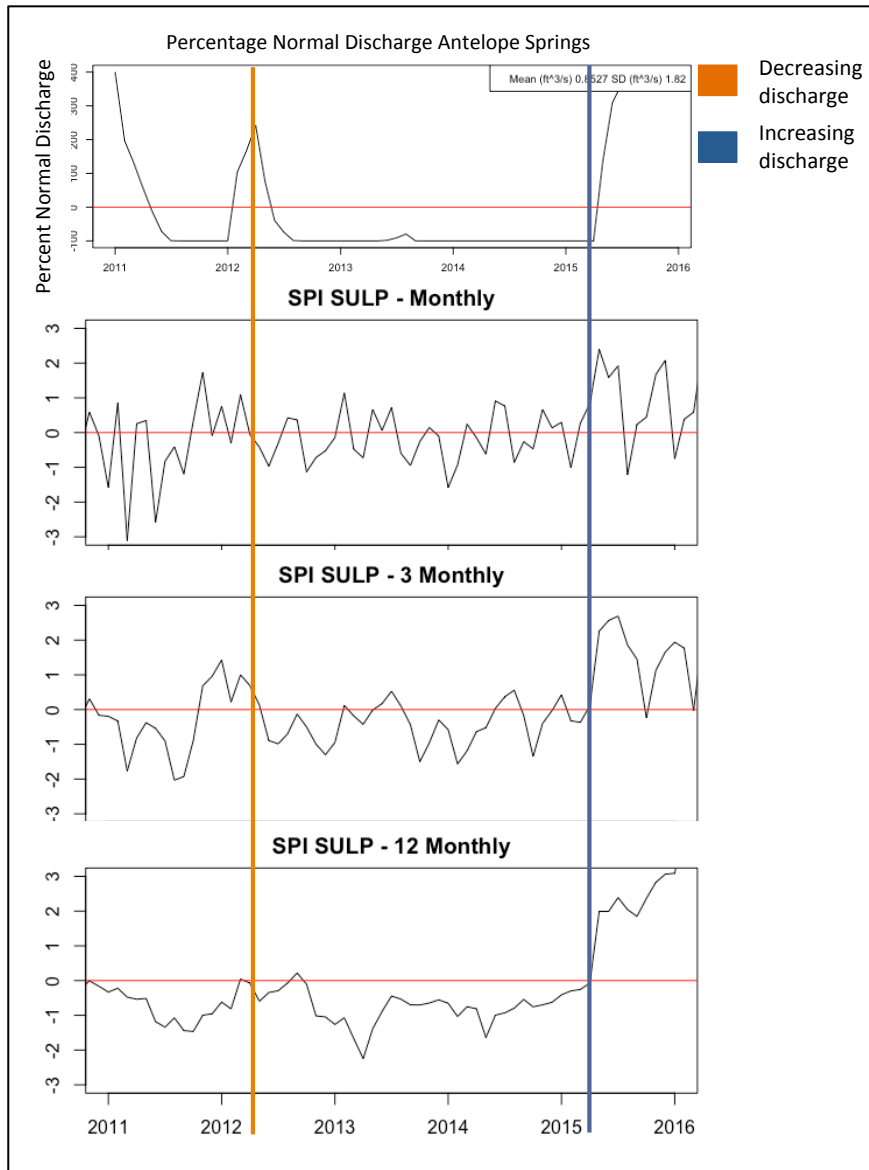 Percentage Normal Discharge Antelope Springs
Percent Normal Discharge
400
300
200
100
0
-100
Mean (ft^3/s) 0.8527 SD (ft^3/s) 1.82
2011 2012 2013 2014 2015 2016
Decreasing
discharge
Increasing
discharge
SPI SULP - Monthly
3
2
1
0
-1
-2
-3
SPI SULP - 3 Monthly
3
2
1
0
-1
-2
-3
SPI SULP - 12 Monthly
3
2
1
0
-1
-2
-3
2011 2012 2013 2014 2015 2016